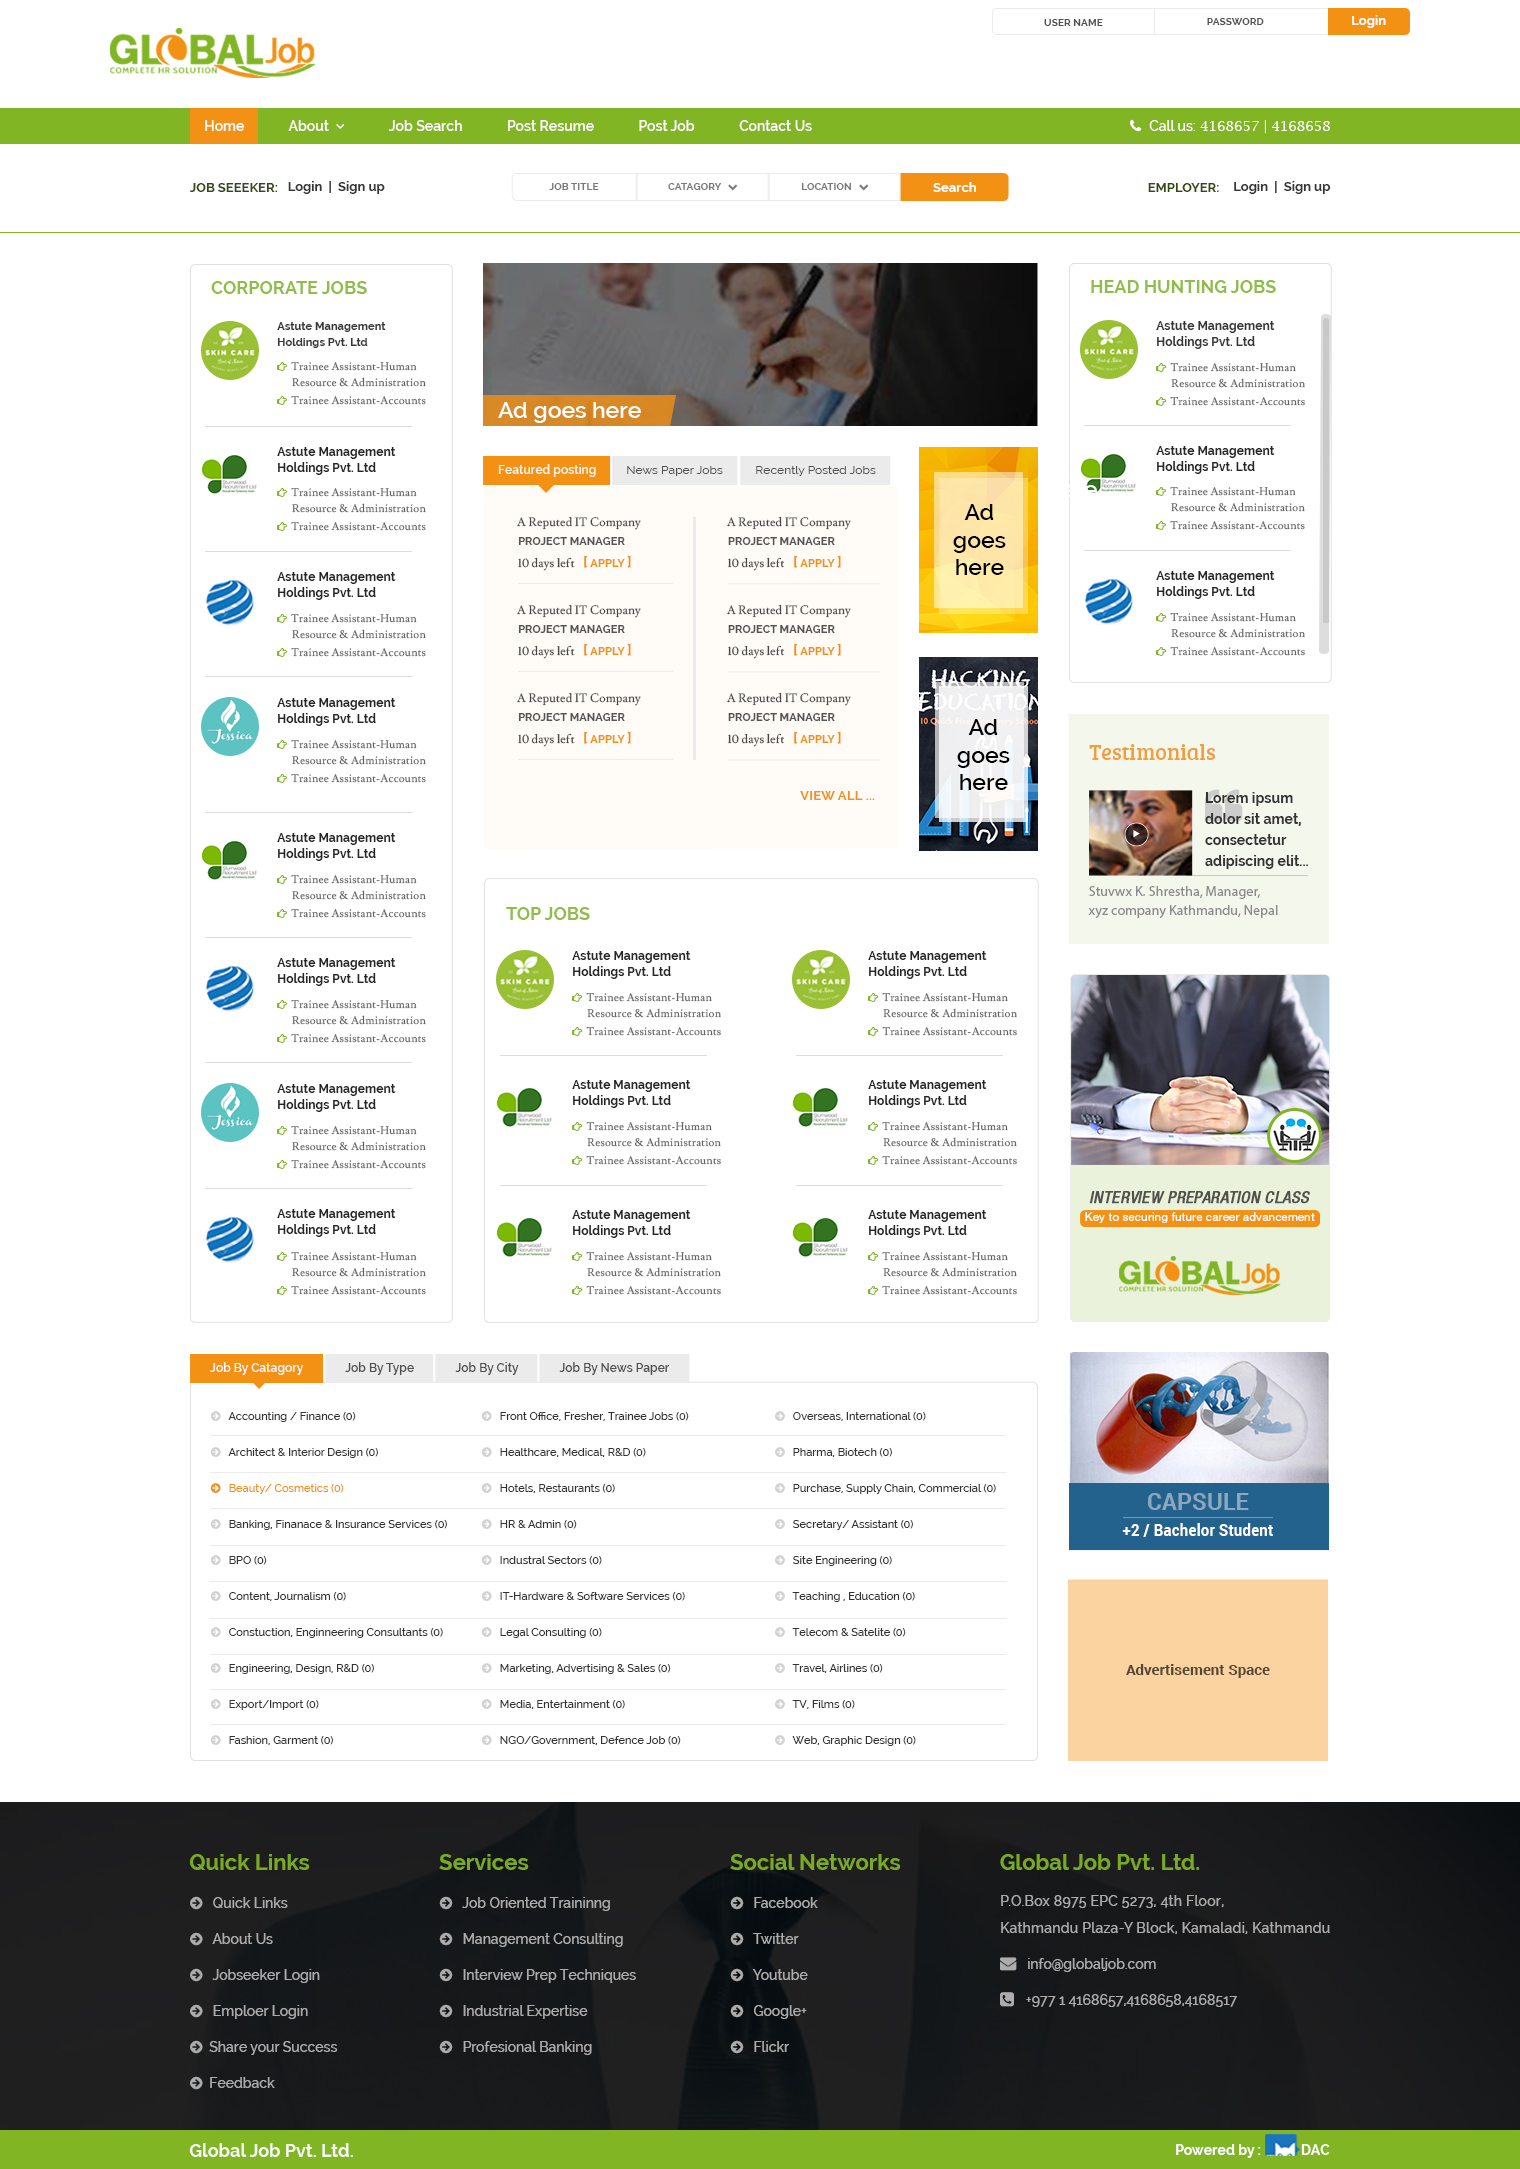 USER NAME
PASSWORD
Login
GLOBAL Job
COMPLETE HR SOLUTION
Home
About
Job Search
Post Resume
Post Job
Contact Us
Call us: 4168657 | 4168658
JOB SEEEKER: Login | Sign up
JOB TITLE
CATAGORY
LOCATION
Search
EMPLOYER: Login | Sign up
CORPORATE JOBS
SKIN CARE
Astute Management
Holdings Pvt. Ltd
Trainee Assistant-Human
Resource & Administration
Trainee Assistant-Accounts
Astute Management
Holdings Pvt. Ltd
Trainee Assistant-Human
Resource & Administration
Trainee Assistant-Accounts
Astute Management
Holdings Pvt. Ltd
Trainee Assistant-Human
Resource & Administration
Trainee Assistant-Accounts
Jessica
Astute Management
Holdings Pvt. Ltd
Trainee Assistant-Human
Resource & Administration
Trainee Assistant-Accounts
Astute Management
Holdings Pvt. Ltd
Trainee Assistant-Human
Resource & Administration
Trainee Assistant-Accounts
Astute Management
Holdings Pvt. Ltd
Trainee Assistant-Human
Resource & Administration
Trainee Assistant-Accounts
Jessica
Astute Management
Holdings Pvt. Ltd
Trainee Assistant-Human
Resource & Administration
Trainee Assistant-Accounts
Astute Management
Holdings Pvt. Ltd
Trainee Assistant-Human
Resource & Administration
Trainee Assistant-Accounts
Ad goes here
Featured posting
News Paper Jobs
Recently Posted Jobs
A Reputed IT Company
PROJECT MANAGER
10 days left [ APPLY ]
A Reputed IT Company
PROJECT MANAGER
10 days left [ APPLY ]
A Reputed IT Company
PROJECT MANAGER
10 days left [ APPLY ]
A Reputed IT Company
PROJECT MANAGER
10 days left [ APPLY ]
A Reputed IT Company
PROJECT MANAGER
10 days left [ APPLY ]
A Reputed IT Company
PROJECT MANAGER
10 days left [ APPLY ]
VIEW ALL ...
Ad
goes
here
HACKING
EDUCATION
Ad
goes
here
TOP JOBS
SKIN CARE
Astute Management
Holdings Pvt. Ltd
Trainee Assistant-Human
Resource & Administration
Trainee Assistant-Accounts
SKIN CARE
Astute Management
Holdings Pvt. Ltd
Trainee Assistant-Human
Resource & Administration
Trainee Assistant-Accounts
Astute Management
Holdings Pvt. Ltd
Trainee Assistant-Human
Resource & Administration
Trainee Assistant-Accounts
Astute Management
Holdings Pvt. Ltd
Trainee Assistant-Human
Resource & Administration
Trainee Assistant-Accounts
Astute Management
Holdings Pvt. Ltd
Trainee Assistant-Human
Resource & Administration
Trainee Assistant-Accounts
Astute Management
Holdings Pvt. Ltd
Trainee Assistant-Human
Resource & Administration
Trainee Assistant-Accounts
HEAD HUNTING JOBS
SKIN CARE
Astute Management
Holdings Pvt. Ltd
Trainee Assistant-Human
Resource & Administration
Trainee Assistant-Accounts
Astute Management
Holdings Pvt. Ltd
Trainee Assistant-Human
Resource & Administration
Trainee Assistant-Accounts
Astute Management
Holdings Pvt. Ltd
Trainee Assistant-Human
Resource & Administration
Trainee Assistant-Accounts
Testimonials
Lorem ipsum
dolor sit amet,
consectetur
adipiscing elit...
Stuvwx K. Shrestha, Manager,
xyz company Kathmandu, Nepal
INTERVIEW PREPARATION CLASS
Key to securing future career advancement
GLOBAL Job
COMPLETE HR SOLUTION
CAPSULE
+2 / Bachelor Student
Advertisement Space
Job By Catagory
Job By Type
Job By City
Job By News Paper
Accounting / Finance (0)
Front Office, Fresher, Trainee Jobs (0)
Overseas, International (0)
Architect & Interior Design (0)
Healthcare, Medical, R&D (0)
Pharma, Biotech (0)
Beauty/ Cosmetics (0)
Hotels, Restaurants (0)
Purchase, Supply Chain, Commercial (0)
Banking, Finanace & Insurance Services (0)
HR & Admin (0)
Secretary/ Assistant (0)
BPO (0)
Industral Sectors (0)
Site Engineering (0)
Content, Journalism (0)
IT-Hardware & Software Services (0)
Teaching , Education (0)
Constuction, Enginneering Consultants (0)
Legal Consulting (0)
Telecom & Satelite (0)
Engineering, Design, R&D (0)
Marketing, Advertising & Sales (0)
Travel, Airlines (0)
Export/Import (0)
Media, Entertainment (0)
TV, Films (0)
Fashion, Garment (0)
NGO/Government, Defence Job (0)
Web, Graphic Design (0)
Quick Links
Quick Links
About Us
Jobseeker Login
Emploer Login
Share your Success
Feedback
Services
Job Oriented Traininng
Management Consulting
Interview Prep Techniques
Industrial Expertise
Profesional Banking
Social Networks
Facebook
Twitter
Youtube
Google+
Flickr
Global Job Pvt. Ltd.
P.O.Box 8975 EPC 5273, 4th Floor,
Kathmandu Plaza-Y Block, Kamaladi, Kathmandu
info@globaljob.com
+977 1 4168657,4168658,4168517
Global Job Pvt. Ltd.
Powered by : DAC